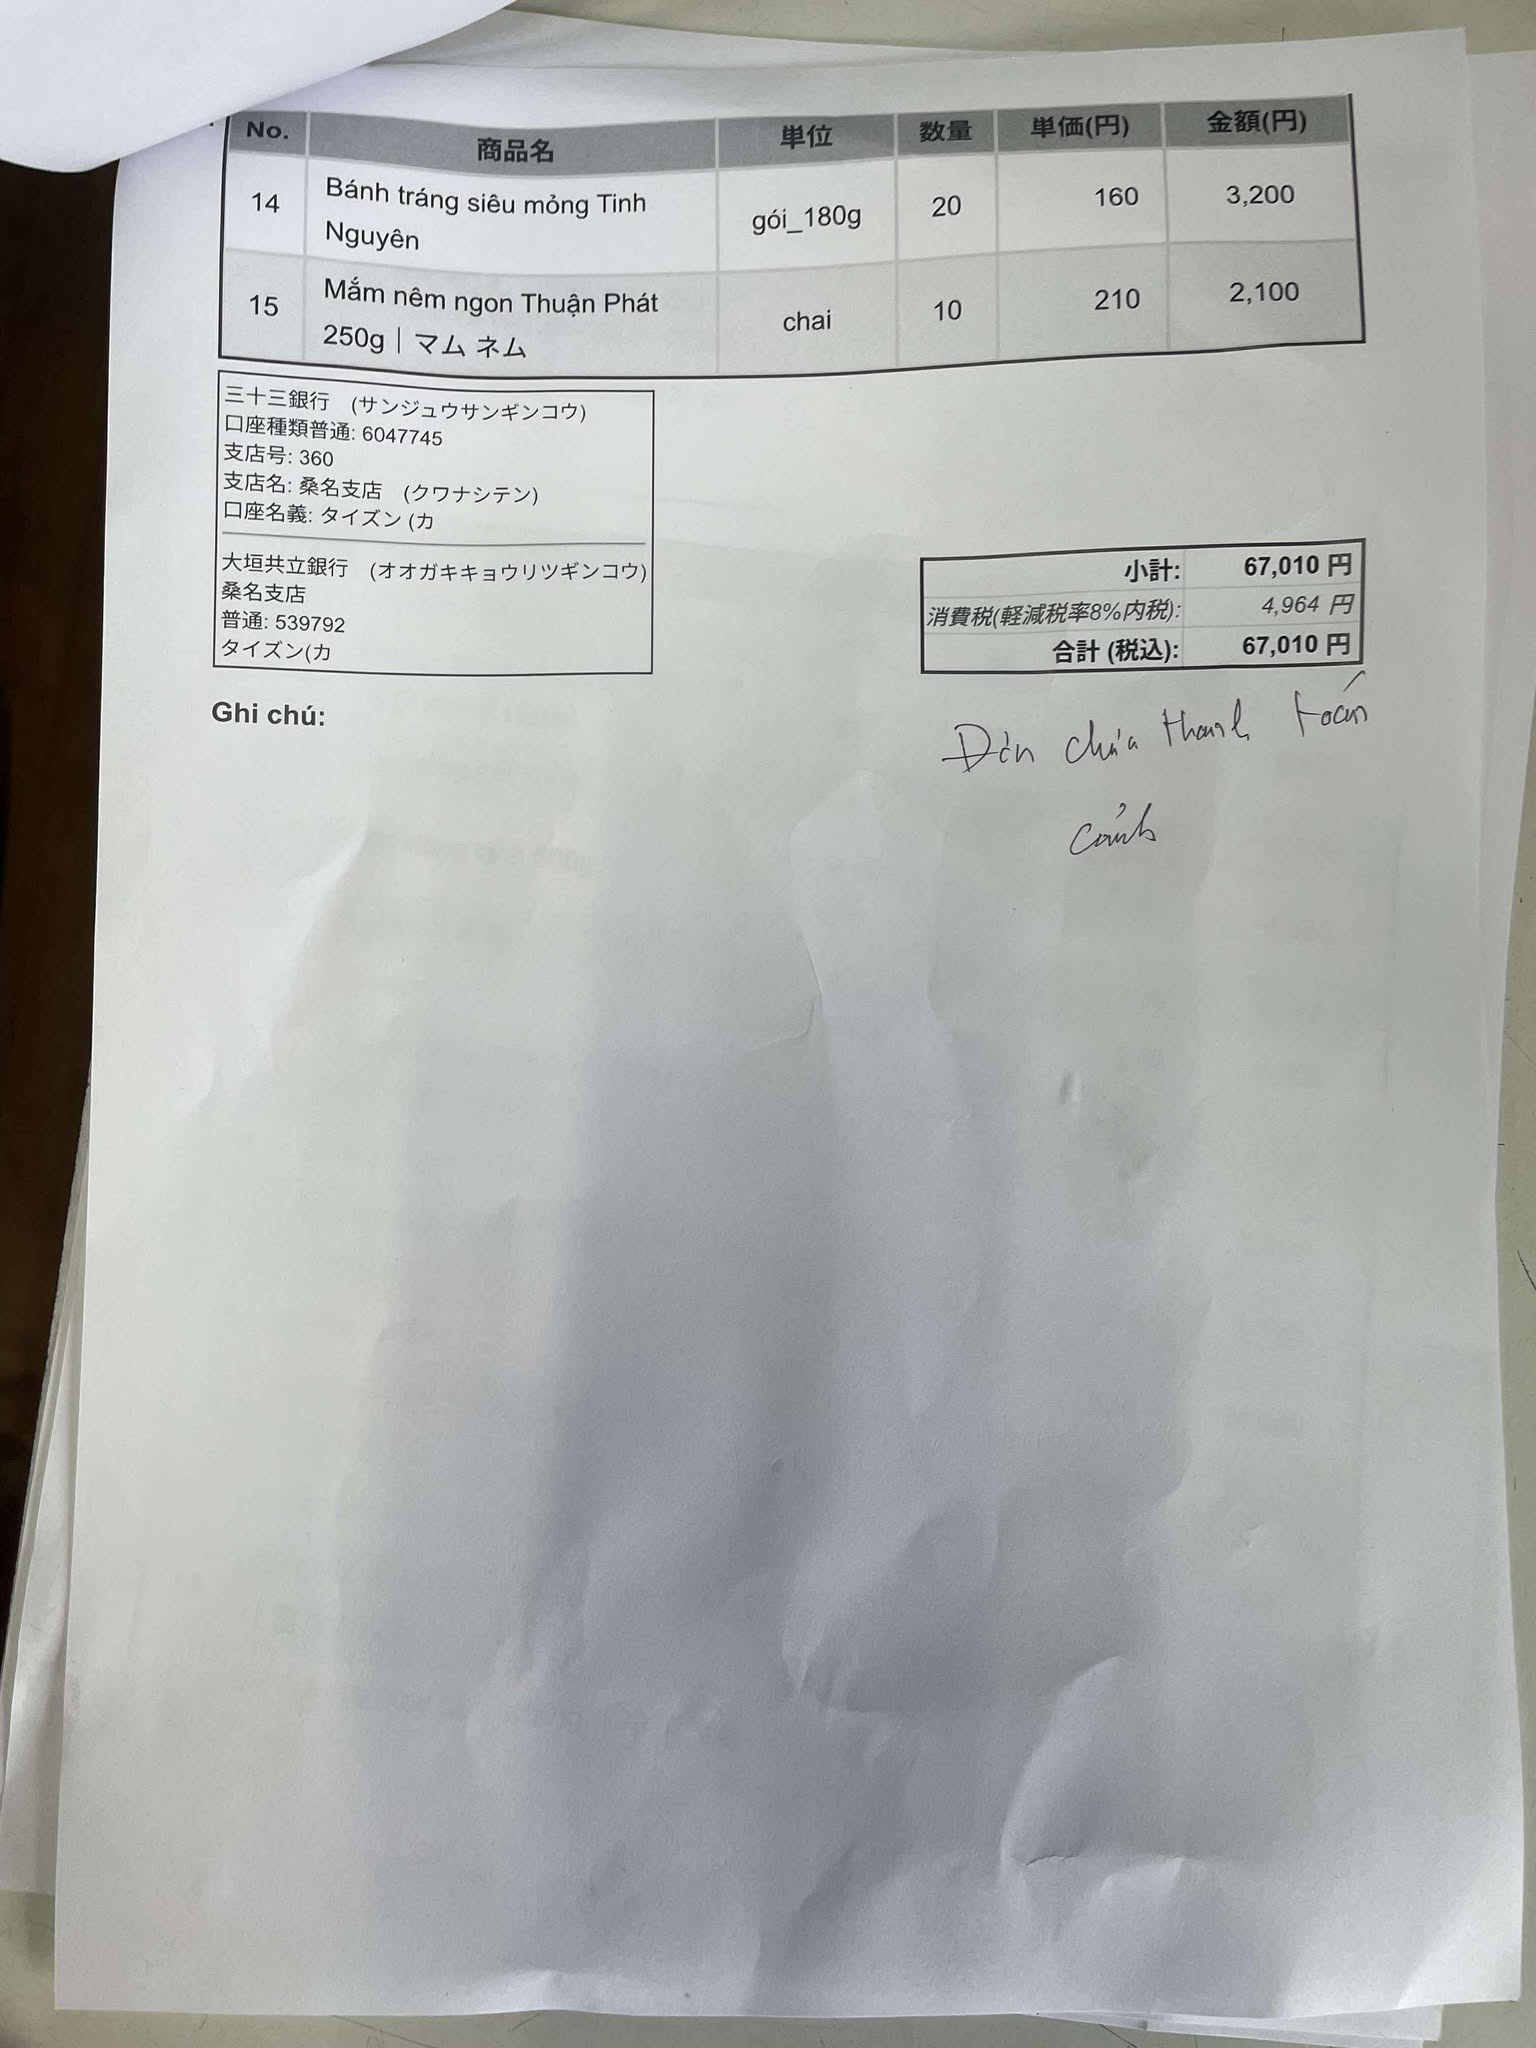 No. 商品名 単位 数量 単価(円) 金額(円)
14 Bánh tráng siêu mỏng Tinh Nguyên gói_180g 20 160 3,200
15 Mắm nêm ngon Thuận Phát 250g｜マム ネム chai 10 210 2,100
三十三銀行 (サンジュウサンギンコウ)
口座種類普通: 6047745
支店号: 360
支店名: 桑名支店 (クワナシテン)
口座名義: タイズン (カ
大垣共立銀行 (オオガキキョウリツギンコウ)
桑名支店
普通: 539792
タイズン(カ
小計: 67,010 円
消費税(軽減税率8%内税): 4,964 円
合計 (税込): 67,010 円
Ghi chú:
Đơn chưa thanh toán